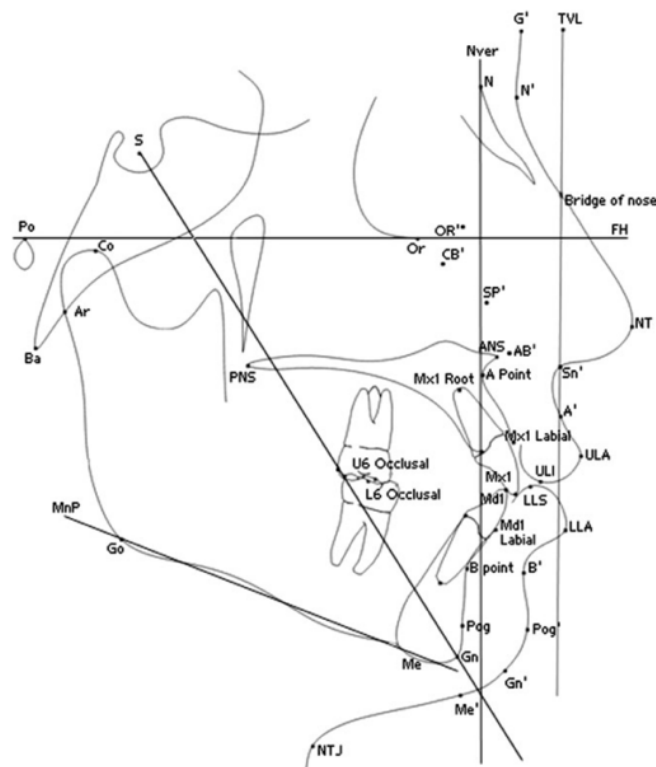 G'
TVL
Nver
N
N'
S
Bridge of nose
Po
OR'
FH
Co
Or
CB'
SP'
Ar
NT
Ba
ANS
AB'
PNS
Mx1 Root
A Point
Sn'
A'
Mx1 Labial
U6 Occlusal
ULI
ULA
Mx1
L6 Occlusal
Md1
LLS
MnP
Md1
Labial
LLA
Go
B point
B'
Pog
Pog'
Me
Gn
Gn'
Me'
NTJ